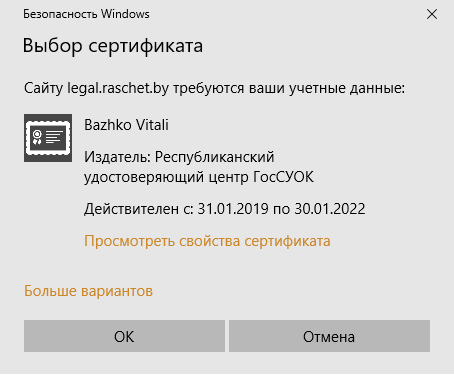 Безопасность Windows
Выбор сертификата
Сайту legal.raschet.by требуются ваши учетные данные:
Bazhko Vitali
Издатель: Республиканский
удостоверяющий центр ГосСУОК
Действителен с: 31.01.2019 по 30.01.2022
Просмотреть свойства сертификата
Больше вариантов
ОК
Отмена